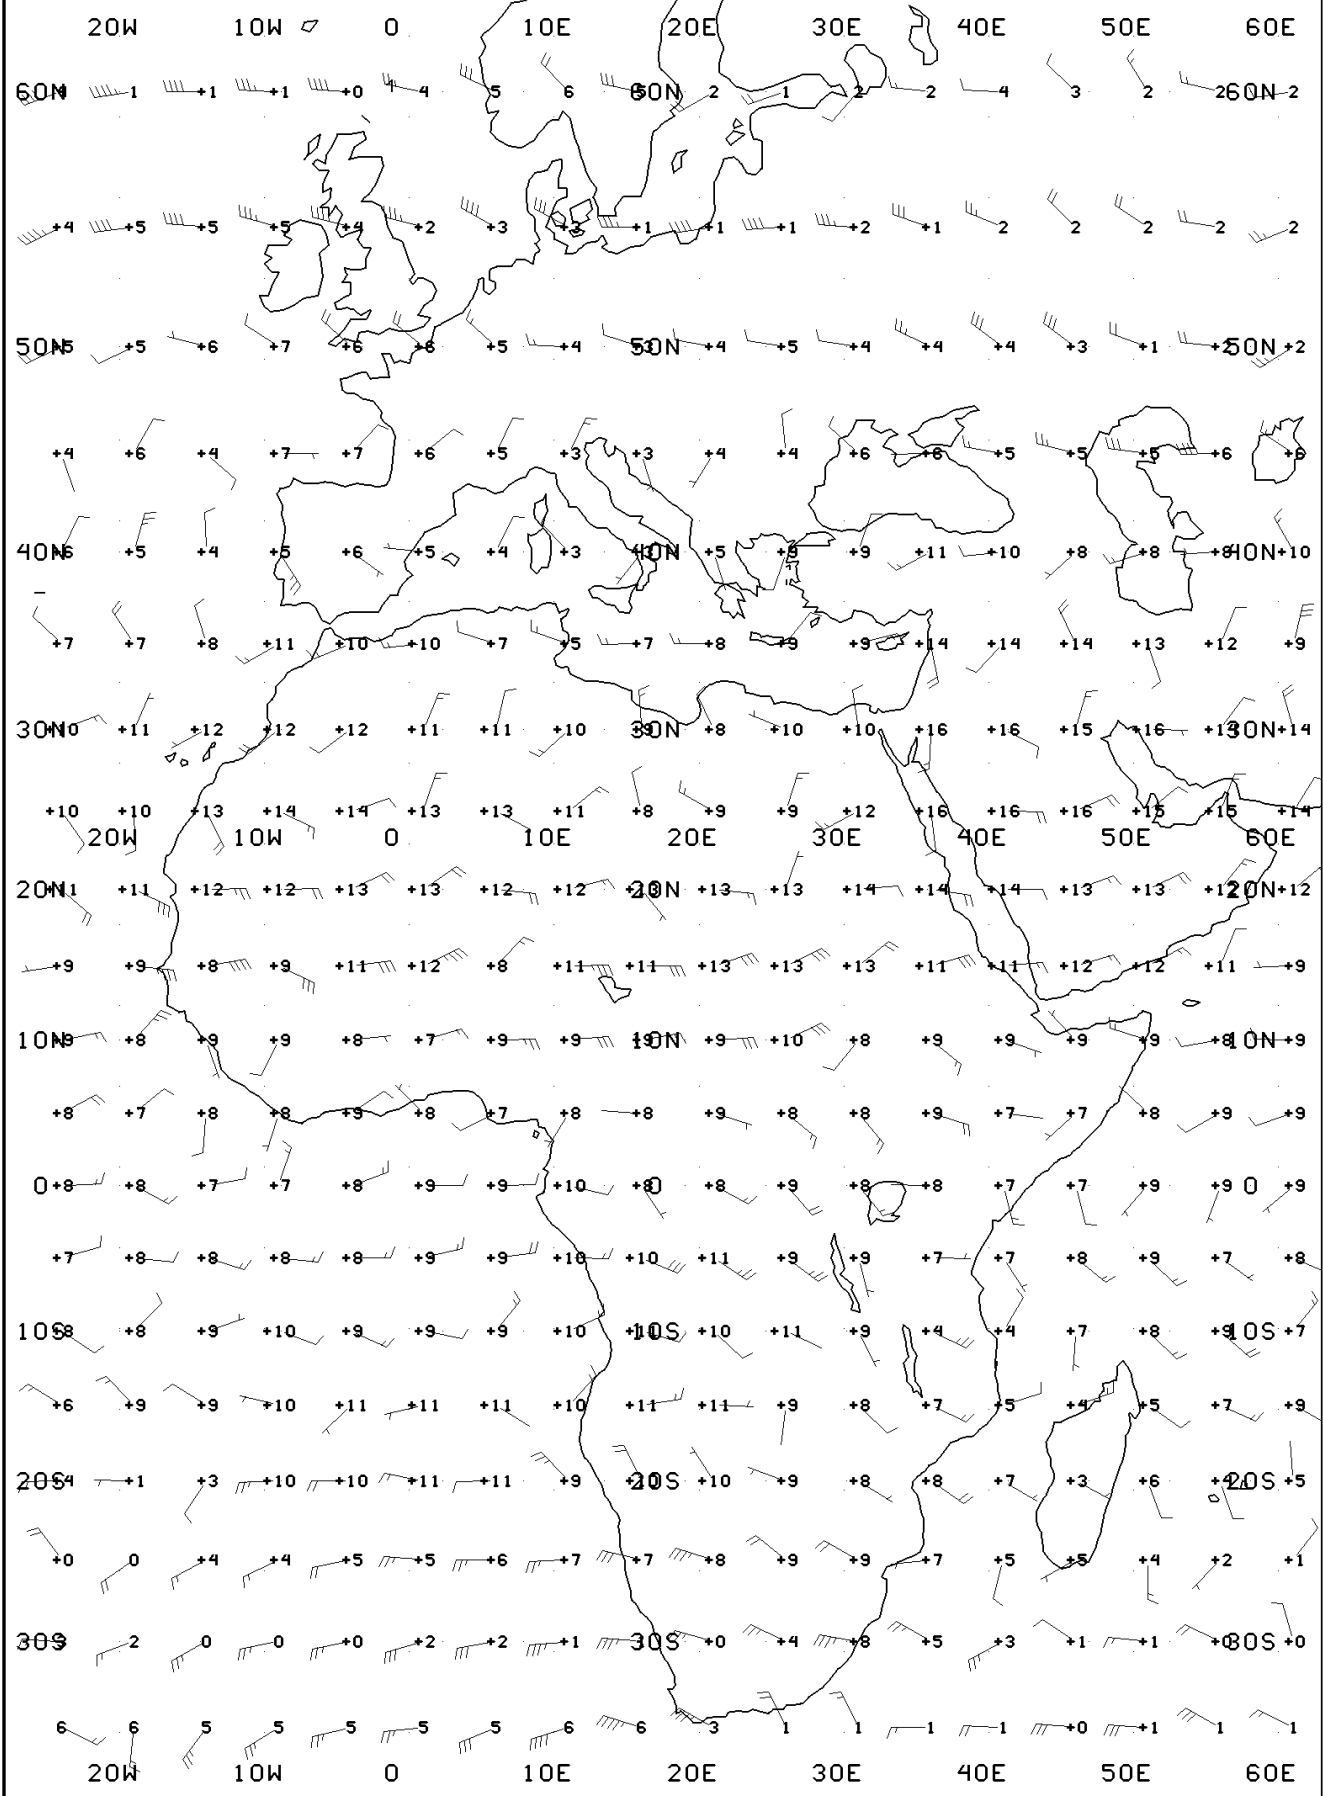 20W 10W 0 10E 20E 30E 40E 50E 60E
60N 1 +1 +1 +0 4 5 6 60N 2 1 2 2 4 3 2 2 60N 2
+4 +5 +5 +5 +4 +2 +3 +3 +1 +1 +1 +2 +1 2 2 2 2 2
50N +5 +6 +7 +6 +6 +5 +4 50N +4 +5 +4 +4 +4 +3 +1 +2 50N +2
+4 +6 +4 +7 +7 +6 +5 +3 +3 +4 +4 +6 +6 +5 +5 +5 +6 +6
40N +5 +4 +5 +6 +5 +4 +3 40N +5 +9 +9 +11 +10 +8 +8 +8 40N +10
+7 +7 +8 +11 +10 +10 +7 +5 +7 +8 +9 +9 +14 +14 +14 +13 +12 +9
30N +10 +11 +12 +12 +12 +11 +11 +10 30N +8 +10 +10 +16 +16 +15 +16 30N +14
+10 +10 +13 +14 +14 +13 +13 +11 +8 +9 +9 +12 +16 +16 +16 +15 +15 +14
20W 10W 0 10E 20E 30E 40E 50E 60E
20N +11 +12 +12 +13 +13 +12 +12 20N +13 +13 +14 +14 +14 +13 +13 +12 20N +12
+9 +9 +8 +9 +11 +12 +8 +11 +11 +13 +13 +13 +11 +11 +12 +12 +11 +9
10N +8 +9 +9 +8 +7 +9 +9 10N +9 +10 +8 +9 +9 +9 +9 +8 10N +9
+8 +7 +8 +8 +9 +8 +7 +8 +8 +9 +8 +8 +9 +7 +7 +8 +9 +9
0 +8 +8 +7 +7 +8 +9 +9 +10 +8 0 +8 +9 +8 +8 +7 +7 +9 +9 0 +9
+7 +8 +8 +8 +8 +9 +9 +10 +10 +11 +9 +9 +7 +7 +8 +9 +7 +8
10S +8 +8 +9 +10 +9 +9 +9 +10 10S +10 +11 +9 +4 +4 +7 +8 +9 10S +7
+6 +9 +9 +10 +11 +11 +11 +10 +11 +11 +9 +8 +7 +5 +4 +5 +7 +9
20S +1 +3 +10 +10 +11 +11 +9 20S +10 +9 +8 +8 +7 +3 +6 20S +5
+0 0 +4 +4 +5 +5 +6 +7 +7 +8 +9 +9 +7 +5 +5 +4 +2 +1
30S 2 0 0 +0 +2 +2 +1 30S +0 +4 +8 +5 +3 +1 +1 +0 30S +0
6 6 5 5 5 5 5 6 6 3 1 1 1 1 +0 +1 1 1
20W 10W 0 10E 20E 30E 40E 50E 60E